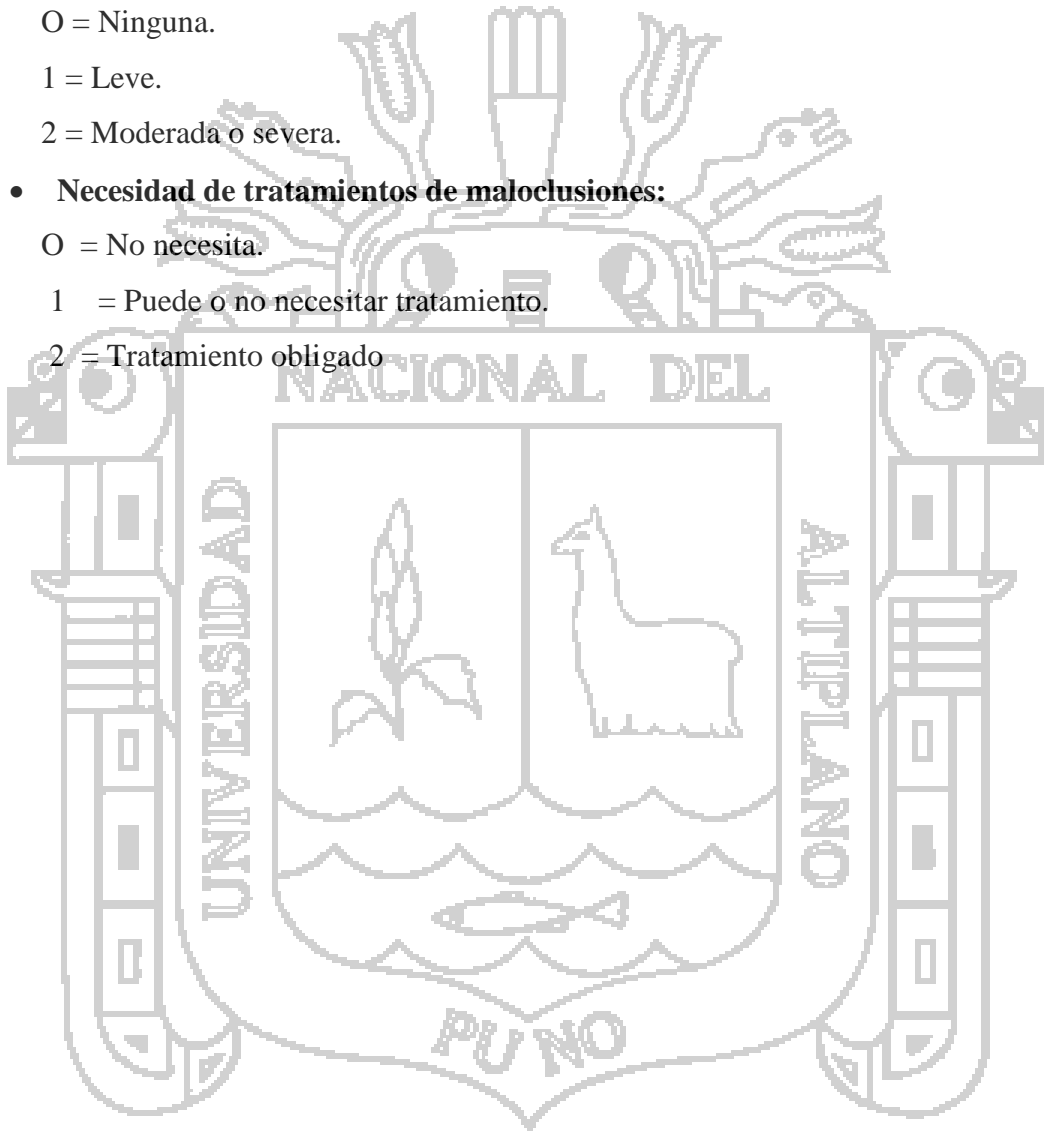 O = Ninguna.
1 = Leve.
2 = Moderada o severa.
• Necesidad de tratamientos de maloclusiones:
O = No necesita.
1 = Puede o no necesitar tratamiento.
2 = Tratamiento obligado
NACIONAL DEL
UNIVERSIDAD
ALTIPLANO
PUNO